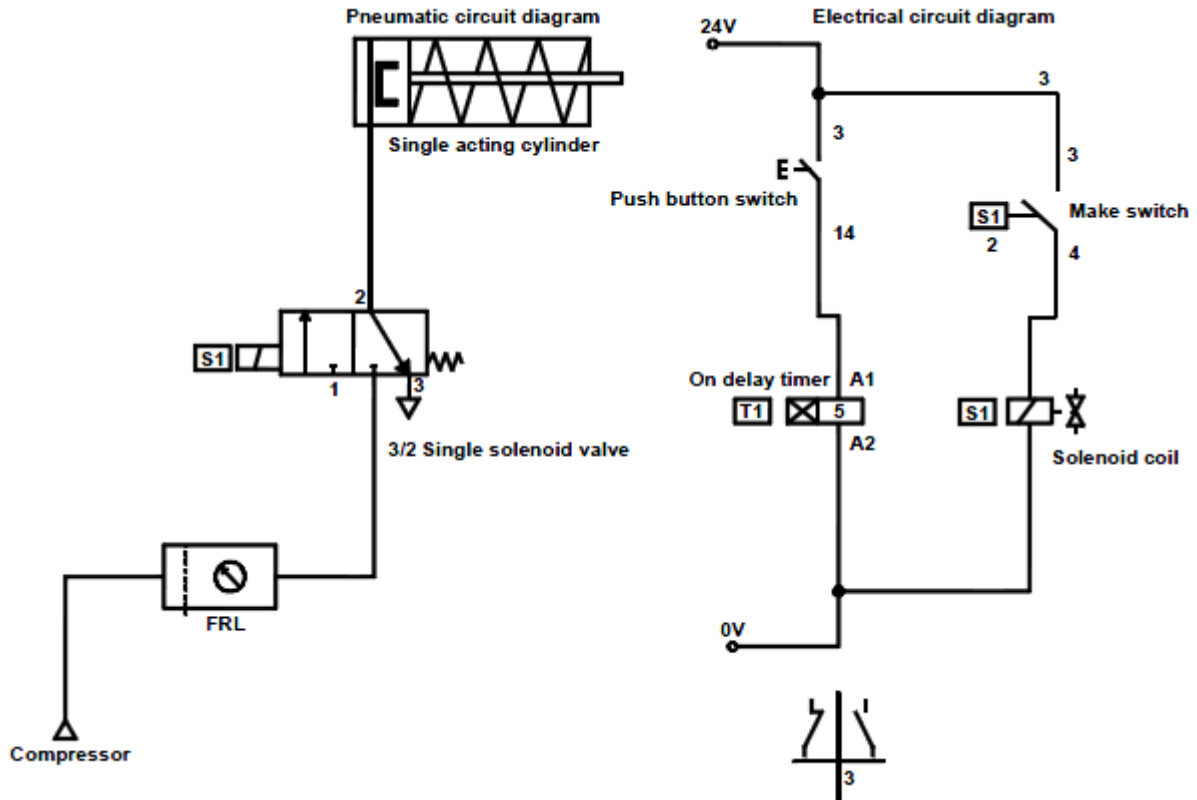 Pneumatic circuit diagram
Single acting cylinder
2
S1
1
3
3/2 Single solenoid valve
FRL
Compressor
Electrical circuit diagram
24V
3
3
3
E
Push button switch
S1
Make switch
2
14
4
On delay timer
A1
T1
5
S1
A2
Solenoid coil
0V
3